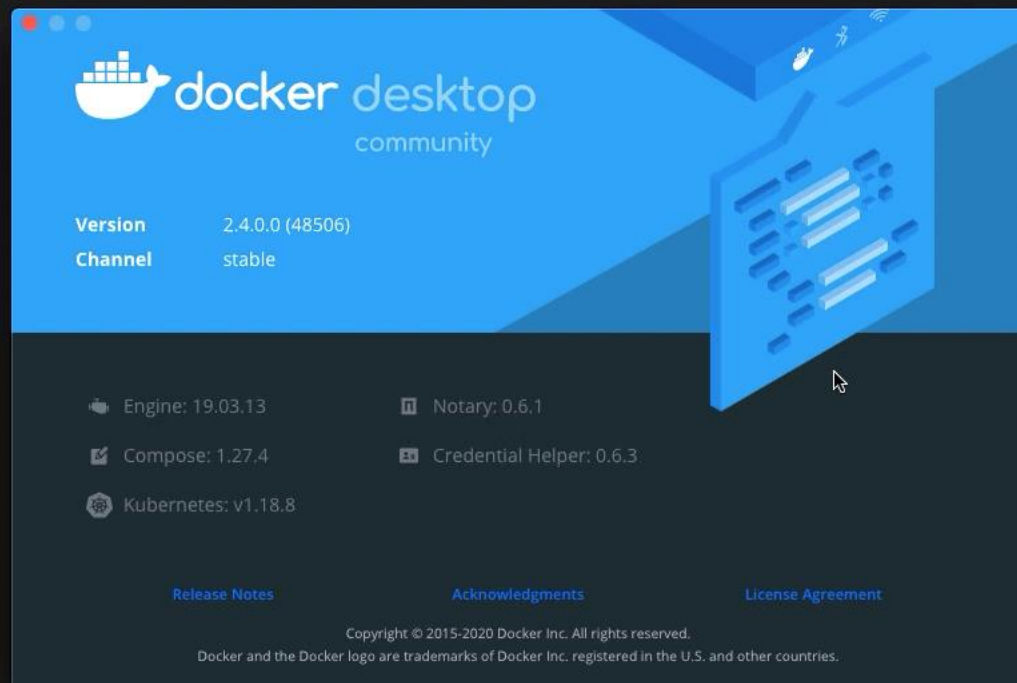 docker desktop
community
Version 2.4.0.0 (48506)
Channel stable
Engine: 19.03.13
Notary: 0.6.1
Compose: 1.27.4
Credential Helper: 0.6.3
Kubernetes: v1.18.8
Release Notes
Acknowledgments
License Agreement
Copyright © 2015-2020 Docker Inc. All rights reserved.
Docker and the Docker logo are trademarks of Docker Inc. registered in the U.S. and other countries.